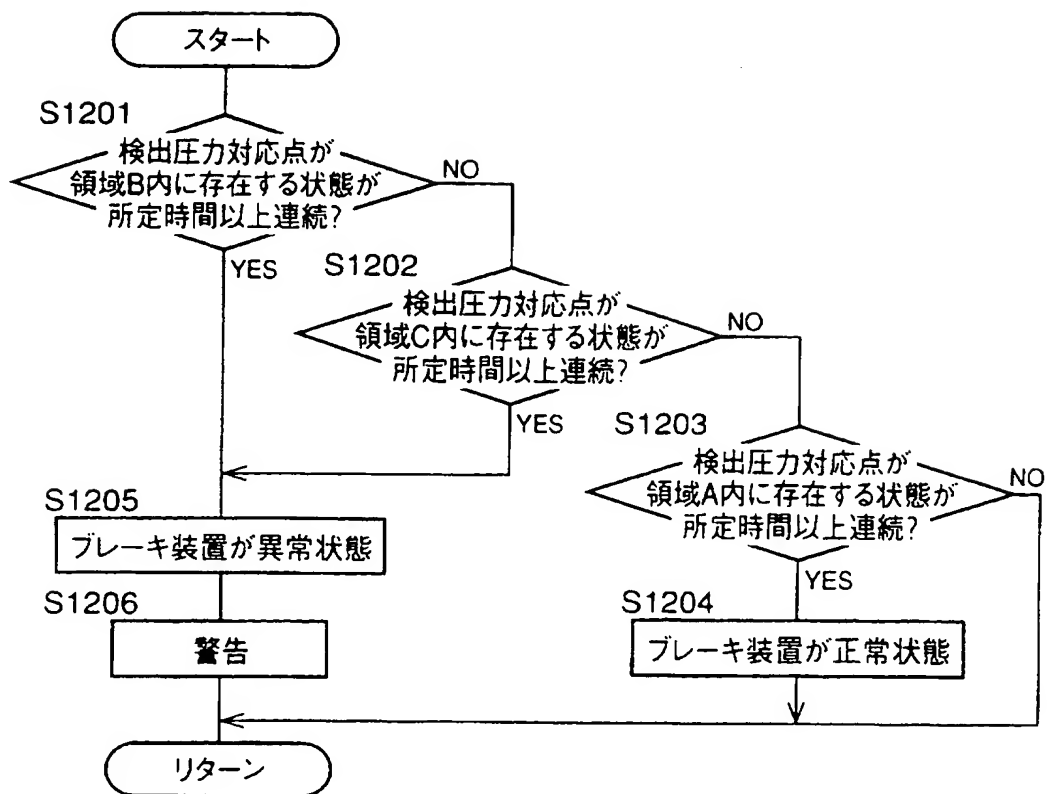 スタート
S1201
検出圧力対応点が
領域B内に存在する状態が
所定時間以上連続?
NO
YES
S1202
検出圧力対応点が
領域C内に存在する状態が
所定時間以上連続?
NO
YES
S1203
検出圧力対応点が
領域A内に存在する状態が
所定時間以上連続?
NO
YES
S1205
ブレーキ装置が異常状態
S1206
警告
S1204
ブレーキ装置が正常状態
リターン